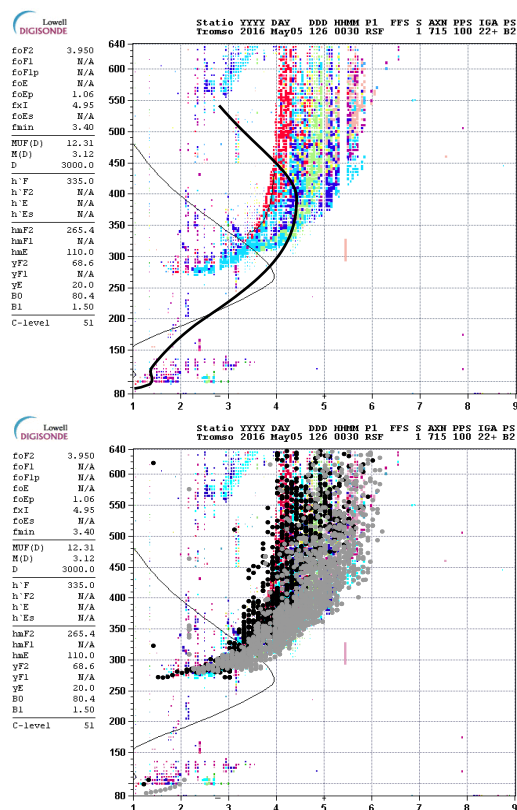 Lowell
DIGISONDE
Statio YYYY DAY DDD HHMM P1 FFS S AXN PPS IGA PS
Tromso 2016 May05 126 0030 RSF 1 715 100 22+ B2
foF2 3.950
foF1 N/A
foF1p N/A
foE N/A
foEp 1.06
fxI 4.95
foEs N/A
fmin 3.40
MUF(D) 12.31
M(D) 3.12
D 3000.0
h`F 335.0
h`F2 N/A
h`E N/A
h`Es N/A
hmF2 265.4
hmF1 N/A
hmE 110.0
yF2 68.6
yF1 N/A
yE 20.0
B0 80.4
B1 1.50
C-level 51
640
600
550
500
450
400
350
300
250
200
150
80
1 2 3 4 5 6 7 8 9
Lowell
DIGISONDE
Statio YYYY DAY DDD HHMM P1 FFS S AXN PPS IGA PS
Tromso 2016 May05 126 0030 RSF 1 715 100 22+ B2
foF2 3.950
foF1 N/A
foF1p N/A
foE N/A
foEp 1.06
fxI 4.95
foEs N/A
fmin 3.40
MUF(D) 12.31
M(D) 3.12
D 3000.0
h`F 335.0
h`F2 N/A
h`E N/A
h`Es N/A
hmF2 265.4
hmF1 N/A
hmE 110.0
yF2 68.6
yF1 N/A
yE 20.0
B0 80.4
B1 1.50
C-level 51
640
600
550
500
450
400
350
300
250
200
150
80
1 2 3 4 5 6 7 8 9